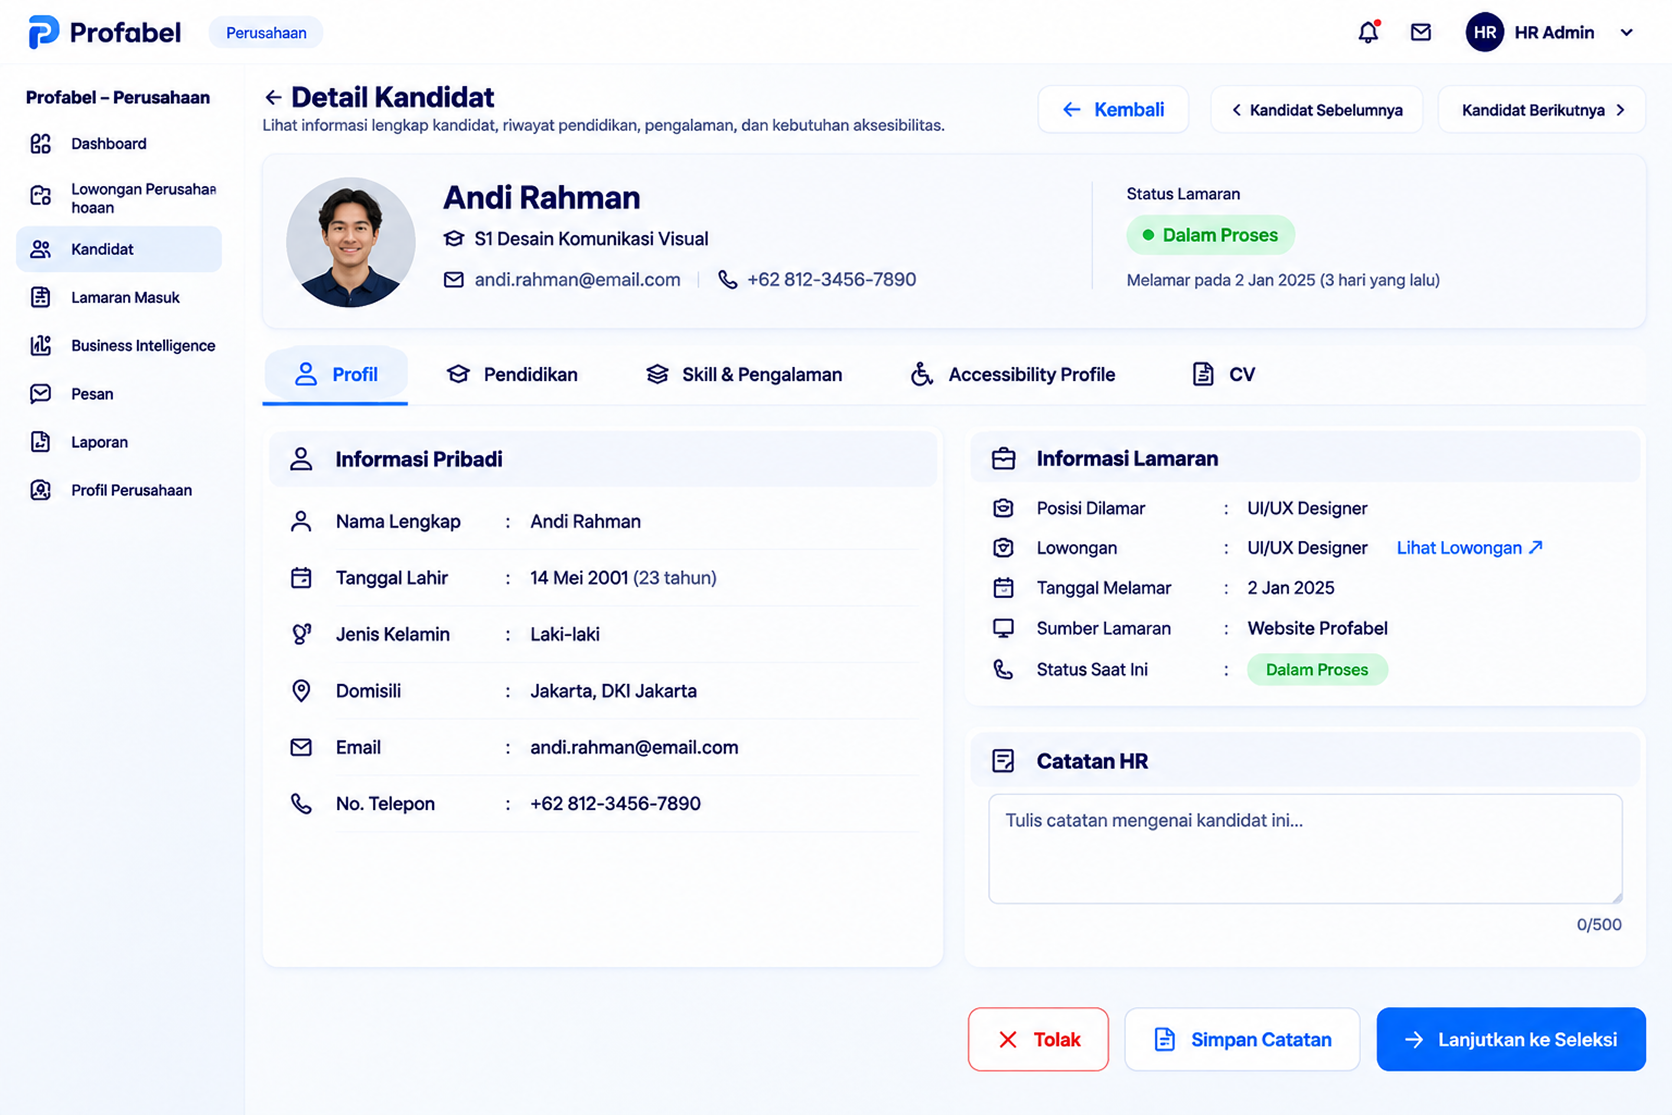 Profabel
Perusahaan
HR
HR Admin
Profabel – Perusahaan
Dashboard
Lowongan Perusahan
hoaan
Kandidat
Lamaran Masuk
Business Intelligence
Pesan
Laporan
Profil Perusahaan
Detail Kandidat
Lihat informasi lengkap kandidat, riwayat pendidikan, pengalaman, dan kebutuhan aksesibilitas.
Kembali
Kandidat Sebelumnya
Kandidat Berikutnya
Andi Rahman
S1 Desain Komunikasi Visual
andi.rahman@email.com | +62 812-3456-7890
Status Lamaran
Dalam Proses
Melamar pada 2 Jan 2025 (3 hari yang lalu)
Profil
Pendidikan
Skill & Pengalaman
Accessibility Profile
CV
Informasi Pribadi
Nama Lengkap : Andi Rahman
Tanggal Lahir : 14 Mei 2001 (23 tahun)
Jenis Kelamin : Laki-laki
Domisili : Jakarta, DKI Jakarta
Email : andi.rahman@email.com
No. Telepon : +62 812-3456-7890
Informasi Lamaran
Posisi Dilamar : UI/UX Designer
Lowongan : UI/UX Designer Lihat Lowongan
Tanggal Melamar : 2 Jan 2025
Sumber Lamaran : Website Profabel
Status Saat Ini : Dalam Proses
Catatan HR
Tulis catatan mengenai kandidat ini...
0/500
Tolak
Simpan Catatan
Lanjutkan ke Seleksi